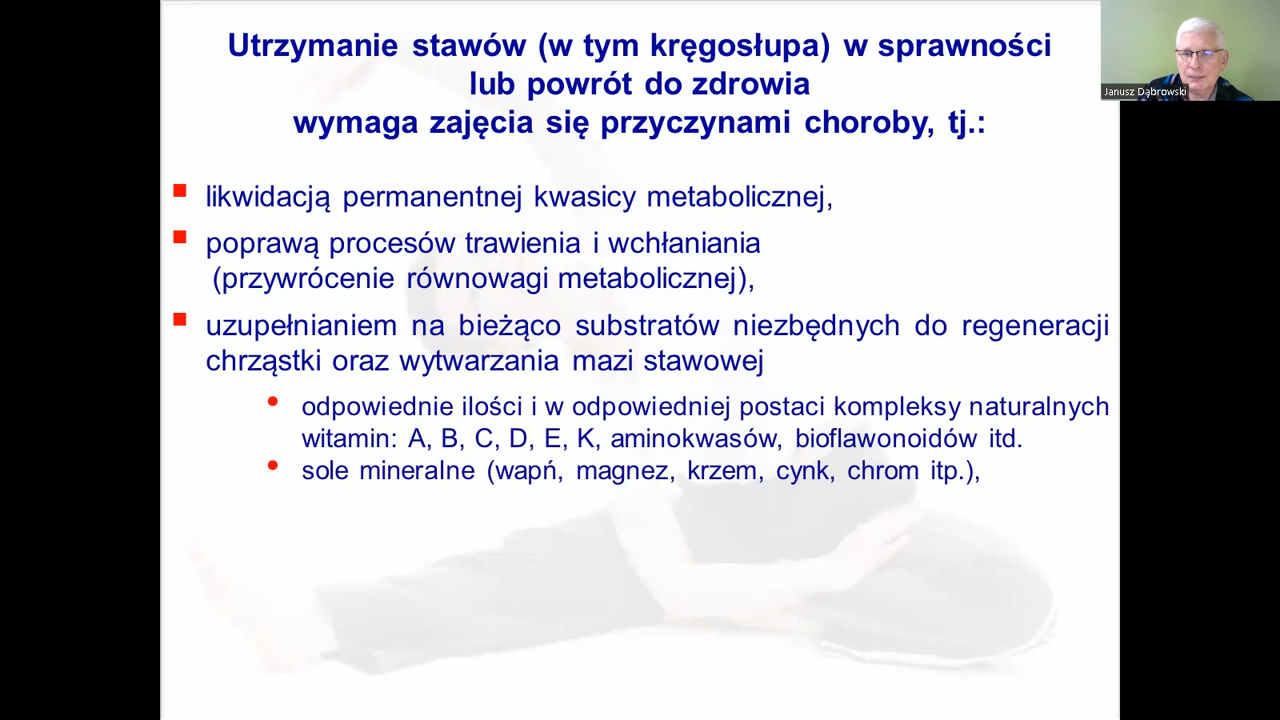 Utrzymanie stawów (w tym kręgosłupa) w sprawności
lub powrót do zdrowia
wymaga zajęcia się przyczynami choroby, tj.:
likwidacją permanentnej kwasicy metabolicznej,
poprawą procesów trawienia i wchłaniania
(przywrócenie równowagi metabolicznej),
uzupełnianiem na bieżąco substratów niezbędnych do regeneracji
chrząstki oraz wytwarzania mazi stawowej
odpowiednie ilości i w odpowiedniej postaci kompleksy naturalnych
witamin: A, B, C, D, E, K, aminokwasów, bioflawonoidów itd.
sole mineralne (wapń, magnez, krzem, cynk, chrom itp.),
Janusz Dąbrowski